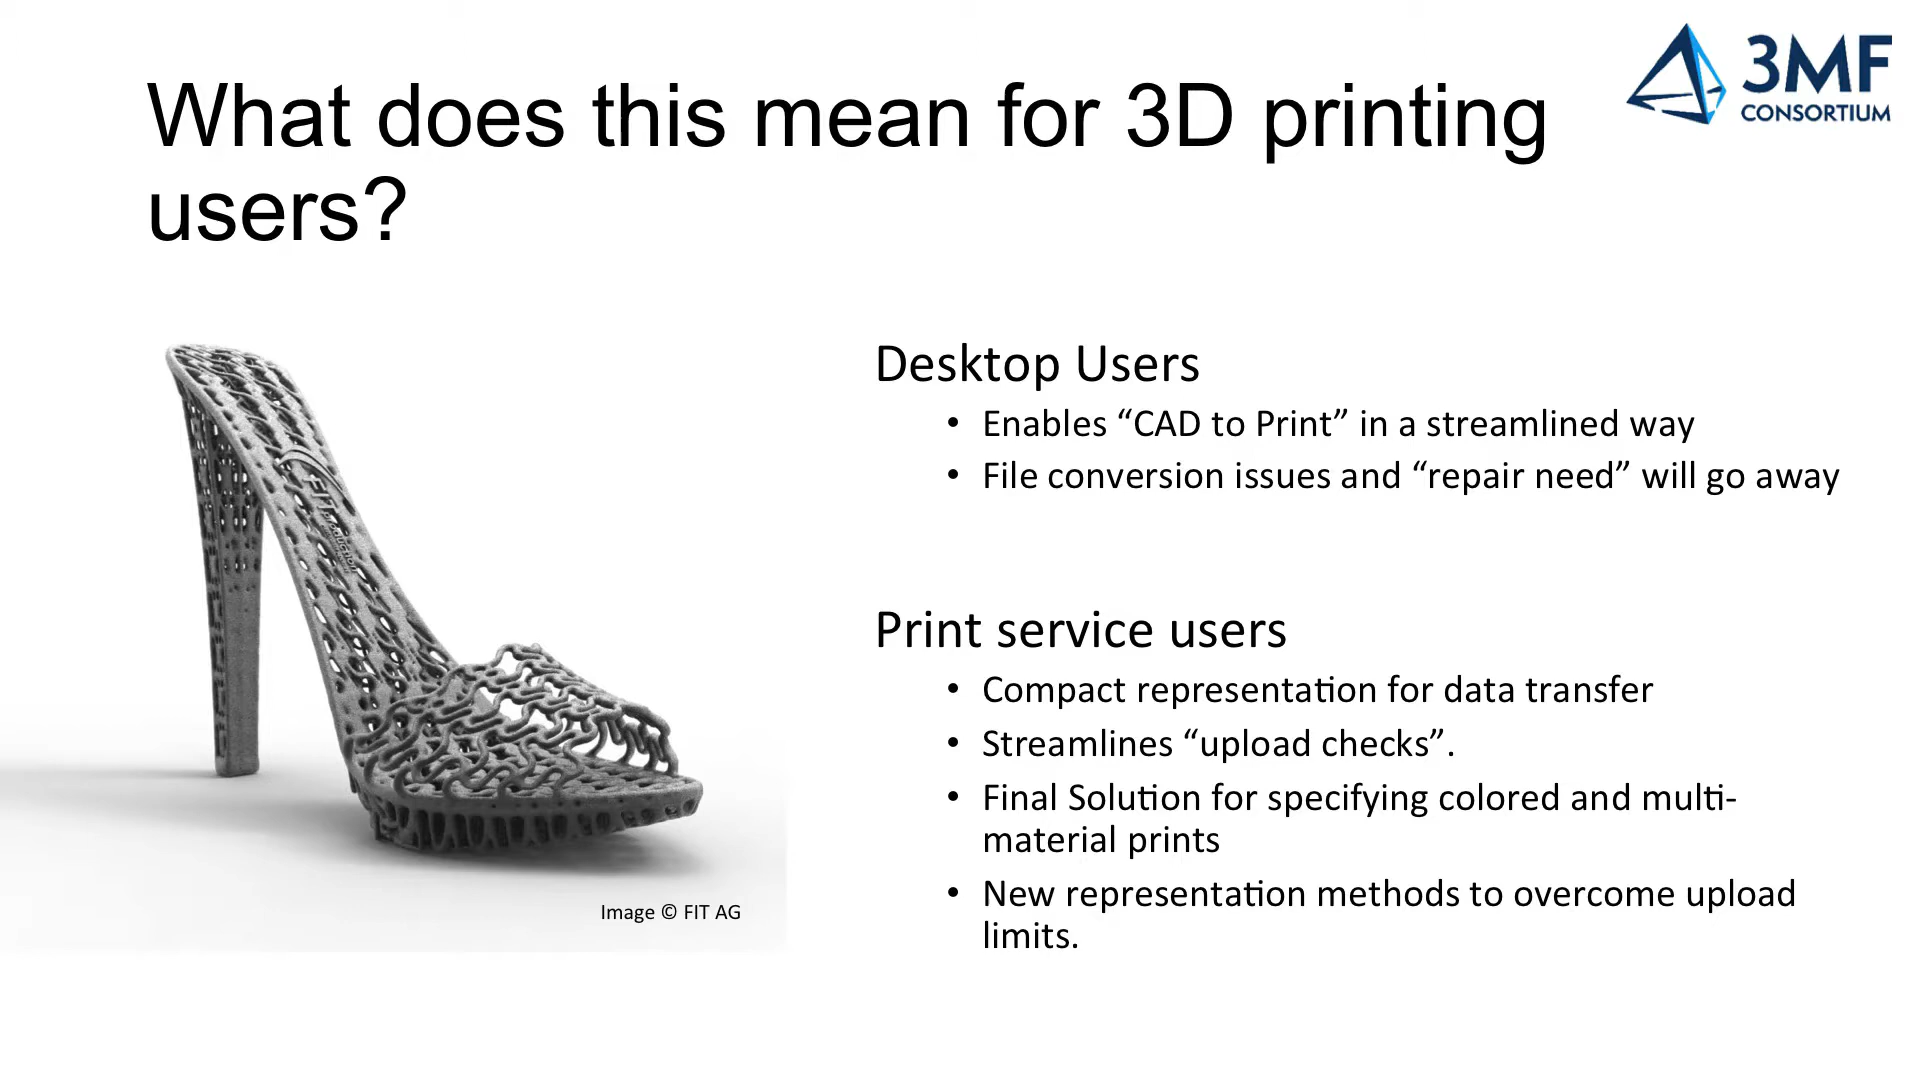 3MF
CONSORTIUM
What does this mean for 3D printing
users?
FIT
production
Image © FIT AG
Desktop Users
• Enables “CAD to Print” in a streamlined way
• File conversion issues and “repair need” will go away
Print service users
• Compact representation for data transfer
• Streamlines “upload checks”.
• Final Solution for specifying colored and multi-
material prints
• New representation methods to overcome upload
limits.